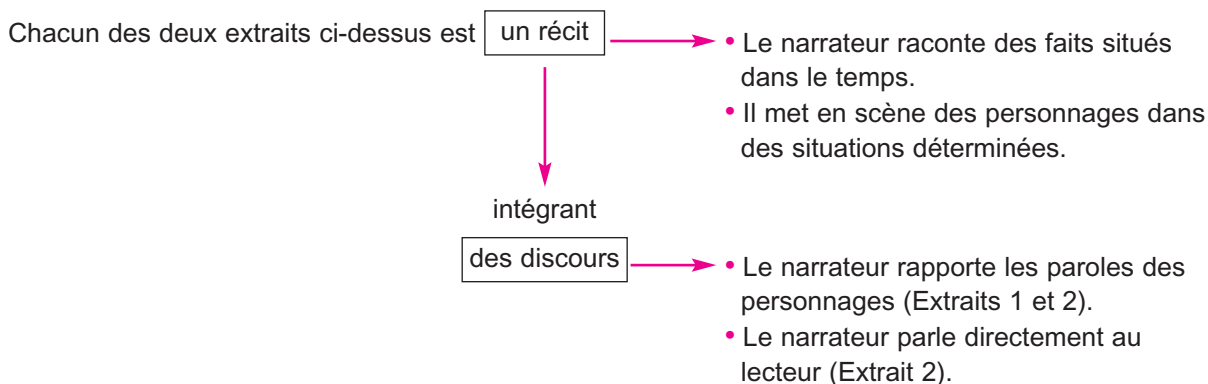 Chacun des deux extraits ci-dessus est un récit
• Le narrateur raconte des faits situés
dans le temps.
• Il met en scène des personnages dans
des situations déterminées.
intégrant
des discours
• Le narrateur rapporte les paroles des
personnages (Extraits 1 et 2).
• Le narrateur parle directement au
lecteur (Extrait 2).